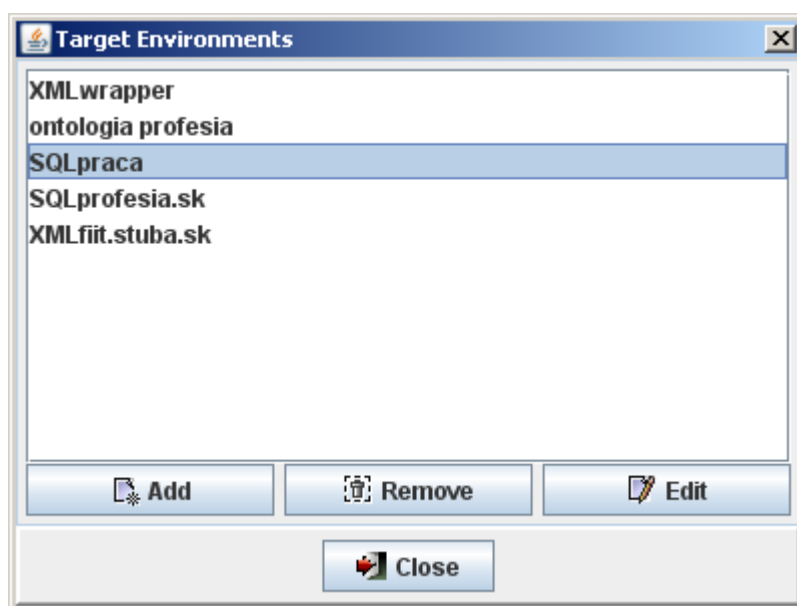 Target Environments
XMLwrapper
ontologia profesia
SQLpraca
SQLprofesia.sk
XMLfiit.stuba.sk
Add Remove Edit
Close